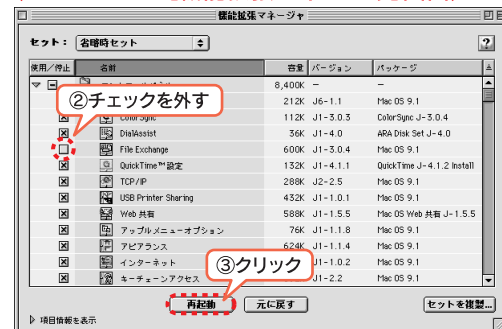 機能拡張マネージャ
セット： 省略時セット
使用／停止 名前 容量 バージョン パッケージ
8,400K - -
②チェックを外す
212K J6-1.1 Mac OS 9.1
ColorSync 112K J1-3.0.3 ColorSync J-3.0.4
DialAssist 36K J1-4.0 ARA Disk Set J-4.0
File Exchange 600K J1-3.0.4 Mac OS 9.1
QuickTime™設定 132K J1-4.1.1 QuickTime J-4.1.2 Install
TCP/IP 288K J2-2.5 Mac OS 9.1
USB Printer Sharing 432K J1-1.0.1 Mac OS 9.1
Web 共有 588K J1-1.5.5 Mac OS Web 共有 J-1.5.5
アップルメニューオプション 76K J1-1.1.8 Mac OS 9.1
アピアランス 624K J1-1.1.4 Mac OS 9.1
インターネット J1-1.0.2 Mac OS 9.1
キーチェーンアクセス J1-2.2 Mac OS 9.1
③クリック
再起動 元に戻す セットを複製...
項目情報を表示